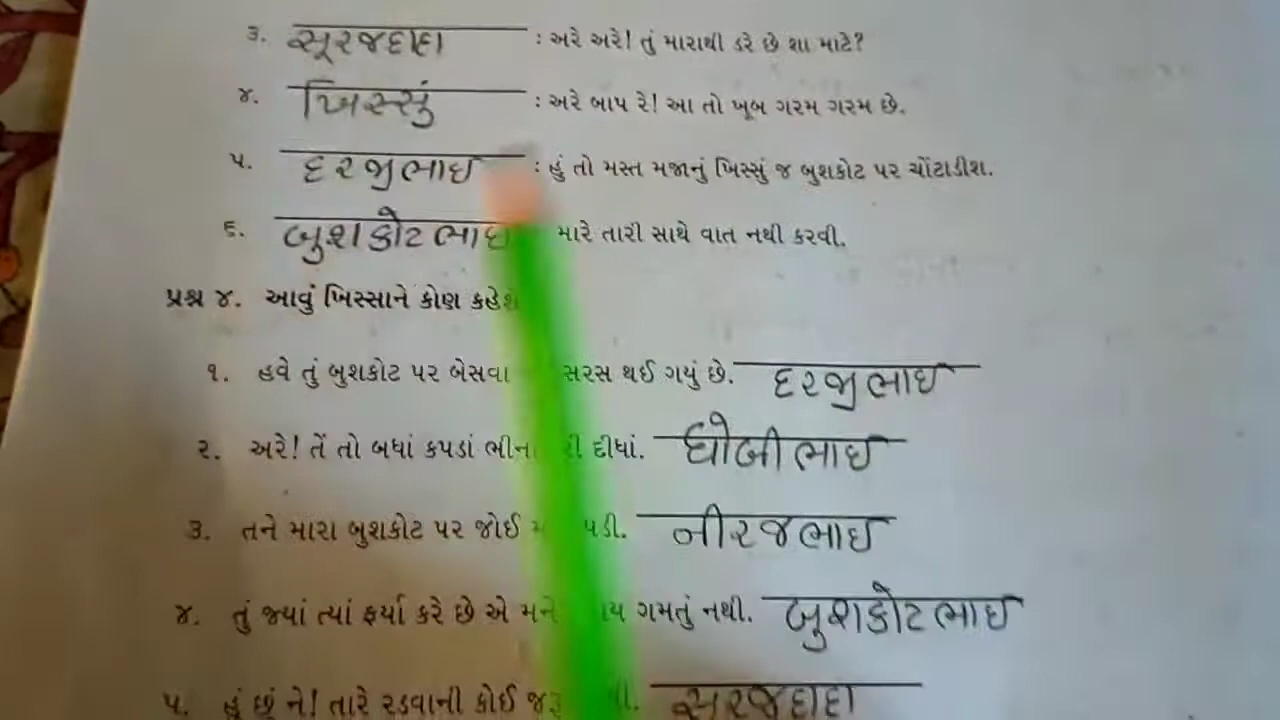 ૩. સૂરજદાદા : અરે અરે! તું મારાથી ડરે છે શા માટે?
૪. ખિસ્સું : અરે બાપ રે! આ તો ખૂબ ગરમ ગરમ છે.
૫. દરજીભાઈ : હું તો મસ્ત મજાનું ખિસ્સું જ બુશકોટ પર ચોંટાડીશ.
૬. બુશકોટભાઈ મારે તારી સાથે વાત નથી કરવી.
પ્રશ્ન ૪. આવું ખિસ્સાને કોણ કહેશે
૧. હવે તું બુશકોટ પર બેસવા સરસ થઈ ગયું છે. દરજીભાઈ
૨. અરે! તેં તો બધાં કપડાં દીધાં. ધોબીભાઈ
૩. તને મારા બુશકોટ પર જોઈ પડી. નીરજભાઈ
૪. તું જ્યાં ત્યાં ફર્યા કરે છે એ મને ગમતું નથી. બુશકોટભાઈ
૫. હું છું ને! તારે રડવાની કોઈ સૂરજદાદા